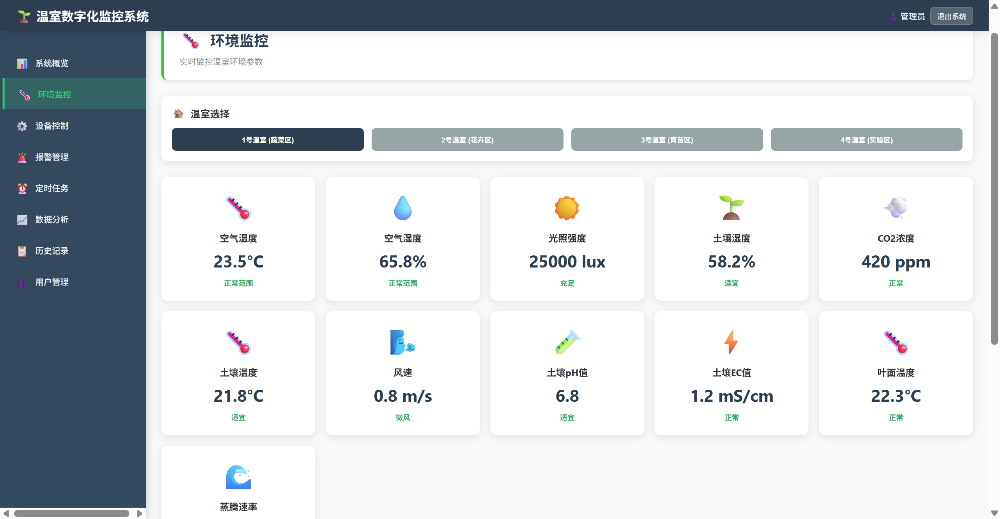 温室数字化监控系统
管理员
退出系统
系统概览
环境监控
设备控制
报警管理
定时任务
数据分析
历史记录
用户管理
环境监控
实时监控温室环境参数
温室选择
1号温室 (蔬菜区)
2号温室 (花卉区)
3号温室 (育苗区)
4号温室 (实验区)
空气温度
23.5°C
正常范围
空气湿度
65.8%
正常范围
光照强度
25000 lux
充足
土壤湿度
58.2%
适宜
CO2浓度
420 ppm
正常
土壤温度
21.8°C
适宜
风速
0.8 m/s
微风
土壤pH值
6.8
适宜
土壤EC值
1.2 mS/cm
正常
叶面温度
22.3°C
正常
蒸腾速率